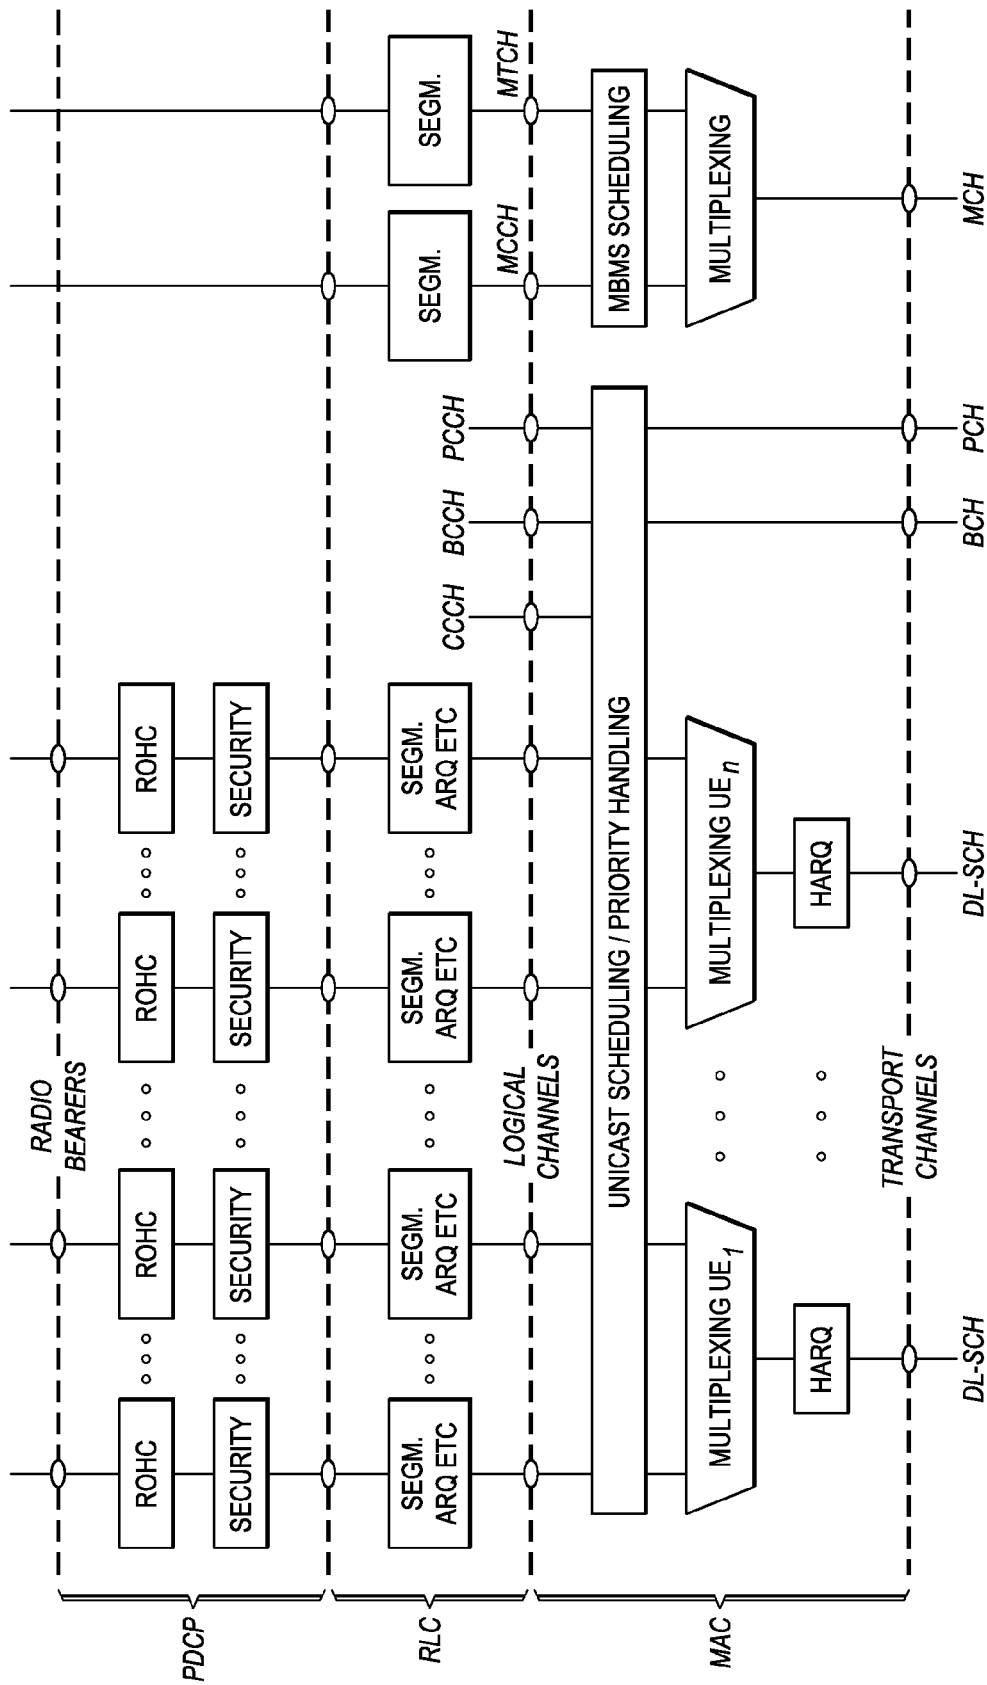 RADIO
BEARERS
PDCP
ROHC
ROHC
ROHC
ROHC
SECURITY
SECURITY
SECURITY
SECURITY
RLC
SEGM.
ARQ ETC
SEGM.
ARQ ETC
SEGM.
ARQ ETC
SEGM.
ARQ ETC
SEGM.
SEGM.
LOGICAL
CHANNELS
CCCH
BCCH
PCCH
MCCH
MTCH
MAC
UNICAST SCHEDULING / PRIORITY HANDLING
MBMS SCHEDULING
MULTIPLEXING UE1
MULTIPLEXING UEn
MULTIPLEXING
HARQ
HARQ
TRANSPORT
CHANNELS
DL-SCH
DL-SCH
BCH
PCH
MCH